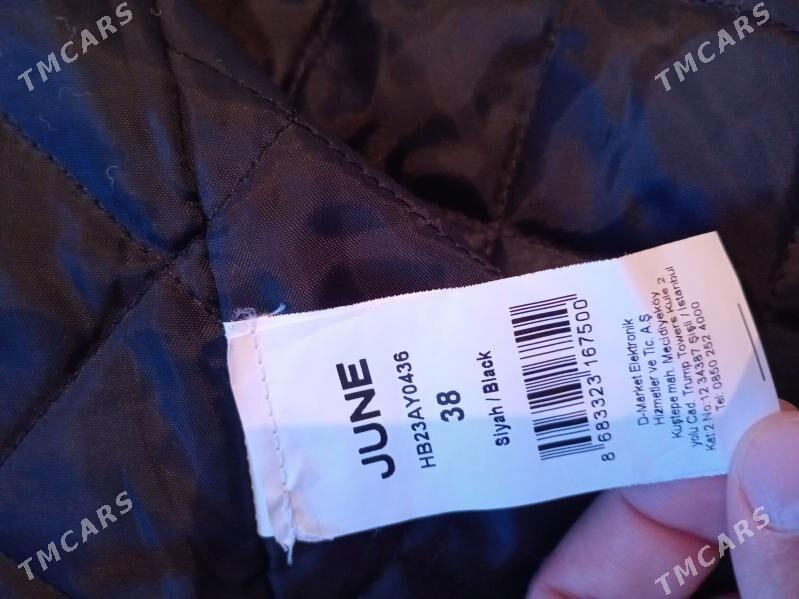 JUNE
HB23AY0436
38
Siyah / Black
8 683323 167500
D-Market Elektronik
Hizmetler ve Tic. A.Ş
Kuştepe mah. Mecidiyeköy
yolu Cad. Trump Towers Kule 2
Kat 2 No:12 34387 Şişli / İstanbul
Tel: 0850 252 4000
TMCARS
TMCARS
TMCARS
TMCARS